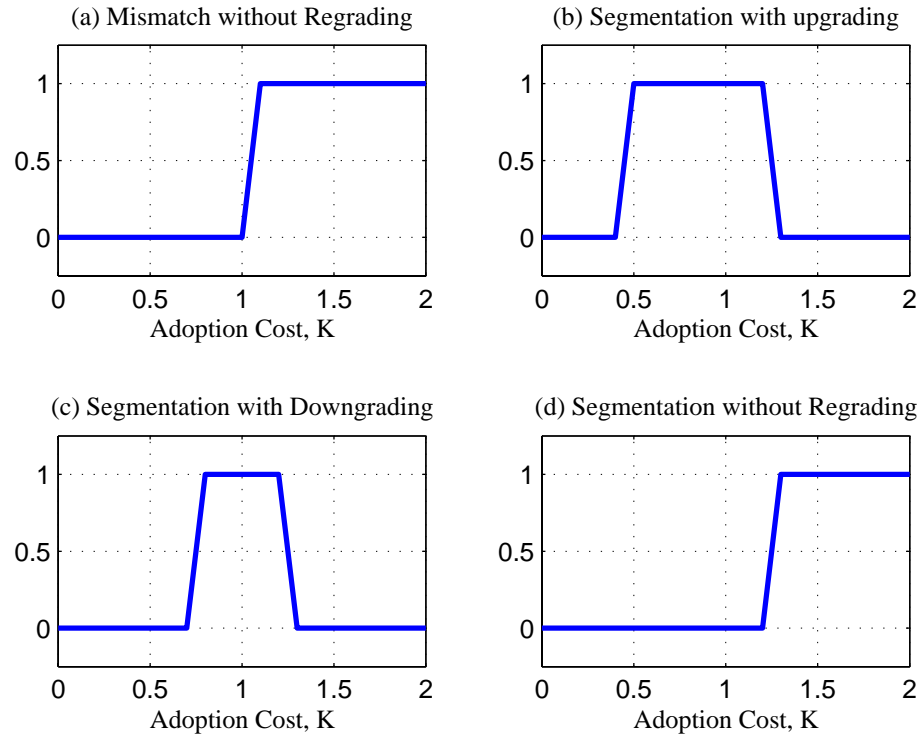 (a) Mismatch without Regrading
1
0.5
0
0 0.5 1 1.5 2
Adoption Cost, K
(b) Segmentation with upgrading
1
0.5
0
0 0.5 1 1.5 2
Adoption Cost, K
(c) Segmentation with Downgrading
1
0.5
0
0 0.5 1 1.5 2
Adoption Cost, K
(d) Segmentation without Regrading
1
0.5
0
0 0.5 1 1.5 2
Adoption Cost, K